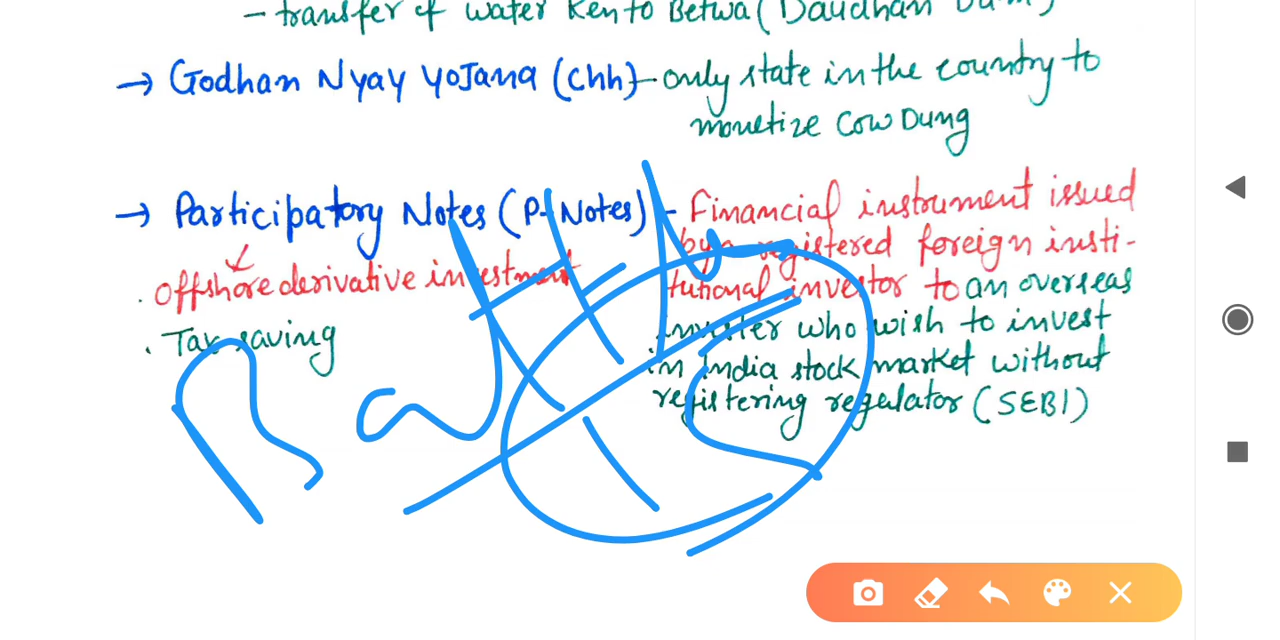 - transfer of water Ken to Betwa (Daudhan Dam)
→ Godhan Nyay Yojana (Chh) - only state in the country to
monetize Cow Dung
→ Participatory Notes (P-Notes) - Financial instrument issued
by a registered foreign insti-
offshore derivative investment
tutional investor to an overseas
. Tax saving
invester who wish to invest
in India stock market without
registering regulator (SEBI)